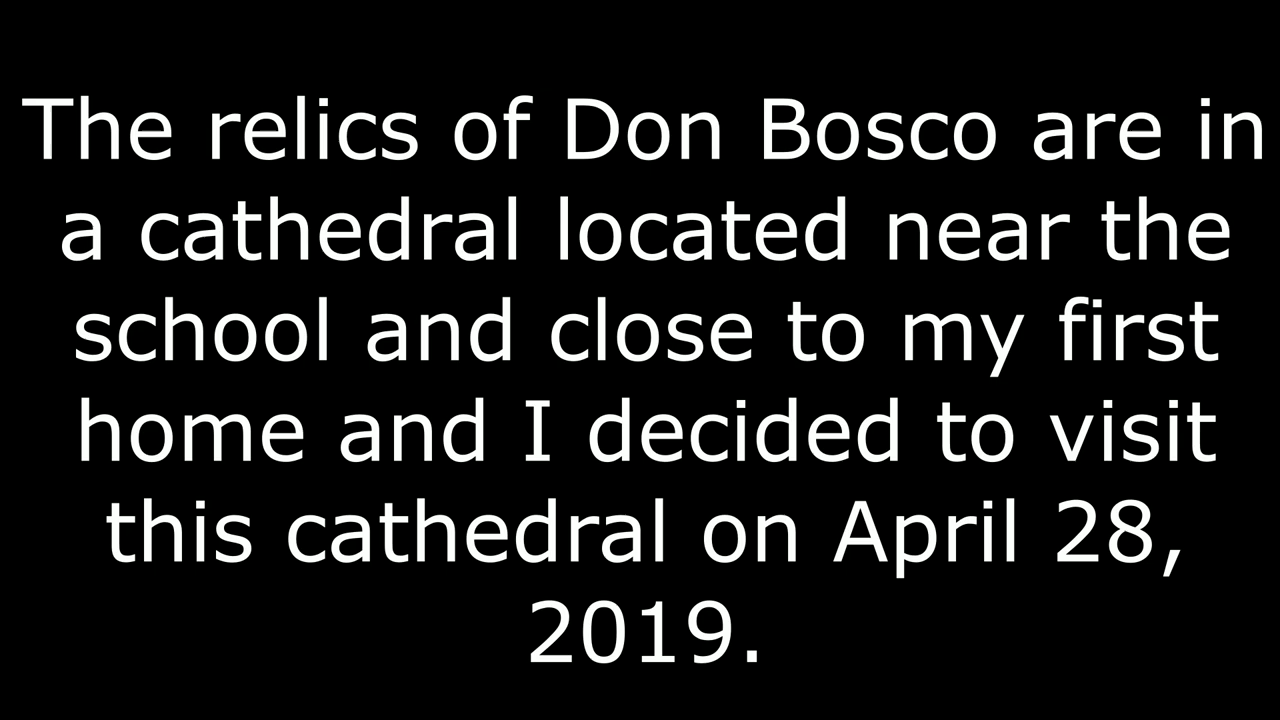 The relics of Don Bosco are in
a cathedral located near the
school and close to my first
home and I decided to visit
this cathedral on April 28,
2019.